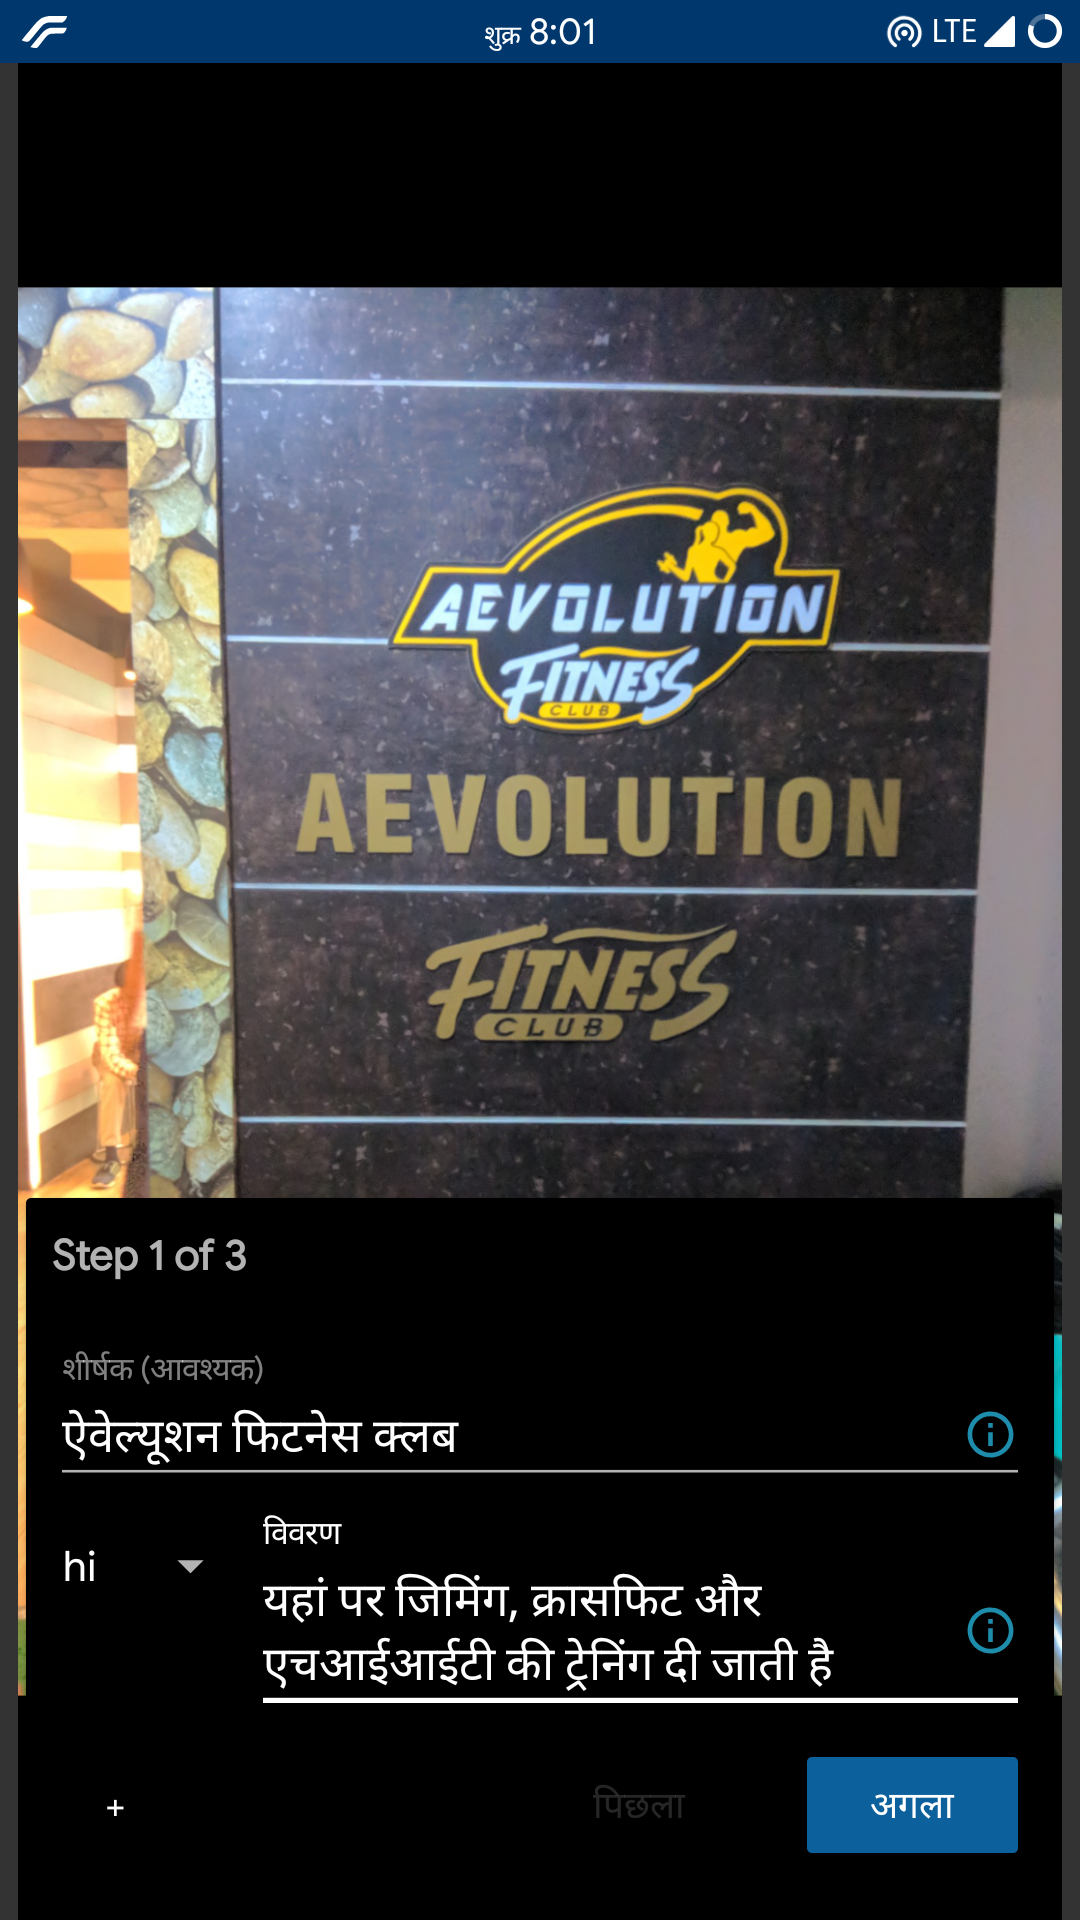 शुक्र 8:01
LTE
AEVOLUTION
FITNESS
CLUB
AEVOLUTION
FITNESS
CLUB
Step 1 of 3
शीर्षक (आवश्यक)
ऐवेल्यूशन फिटनेस क्लब
hi
विवरण
यहां पर जिमिंग, क्रासफिट और
एचआईआईटी की ट्रेनिंग दी जाती है
+
पिछला
अगला